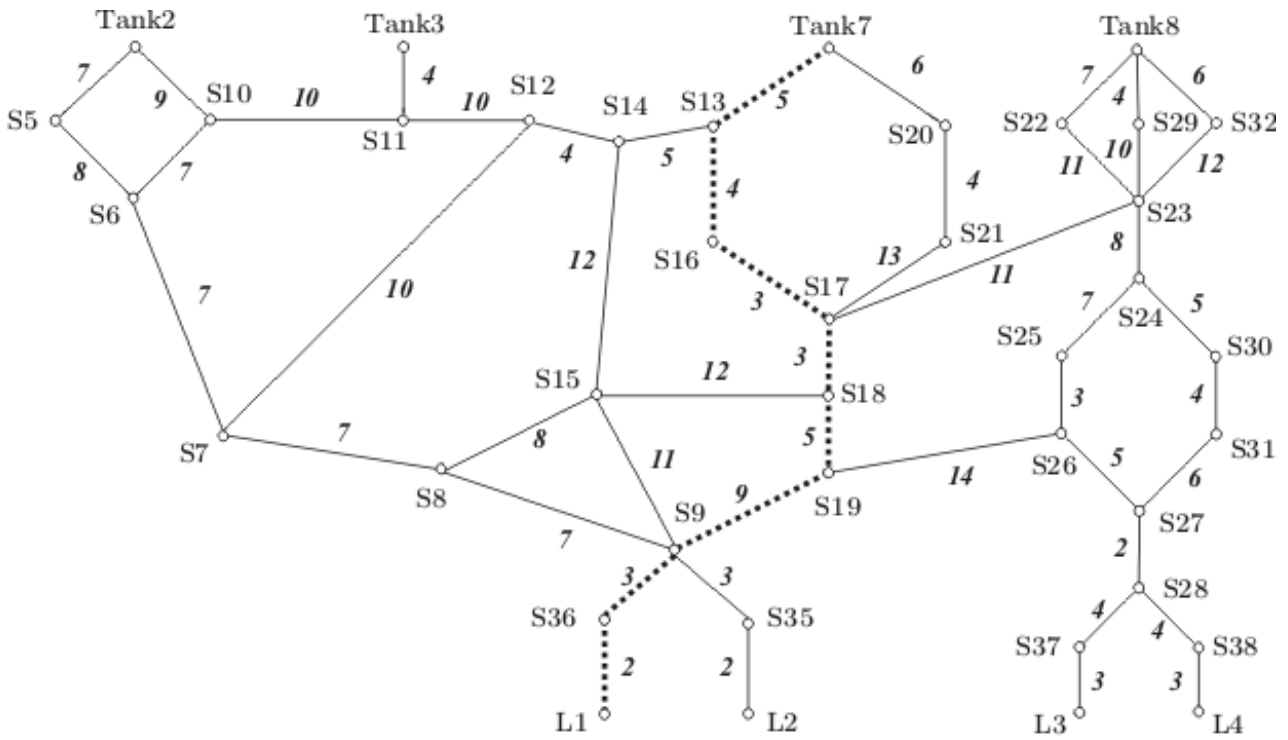 Tank2 Tank3 Tank7 Tank8
7 9 4 5 6 7 4 6
S5 S10 10 10 S12 S14 S13 S20 S22 S29 S32
S11 4 5 11 10 12
8 7 4 4 S23
S6 S16 S21 8
12 13 11
7 10 3 S17 7 S24 5
S25 S30
S15 12 3 S18 3 4
S7 7 8 11 5 S26 S31
S8 9 14 5 6
S9 S19 S27
7 2
3 3 S28
S36 S35 4 4
S37 S38
2 2 3 3
L1 L2 L3 L4